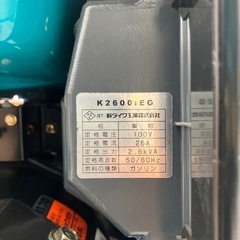 K2600iEG
JET 新ダイワ工業株式会社
相 単相
定格電圧 100V
定格電流 26A
定格出力 2.6kVA
定格周波数 50/60Hz
燃料の種類 ガソリン